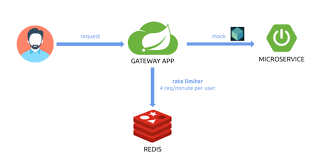 request
mock
GATEWAY APP
MICROSERVICE
rate limiter
4 req/minute per user
REDIS